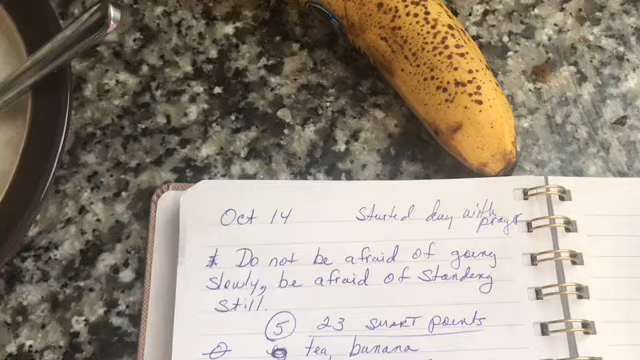 Oct 14 Started day with prayer
* Do not be afraid of going
slowly, be afraid of standing
still.
5 23 smart points
0 tea, banana